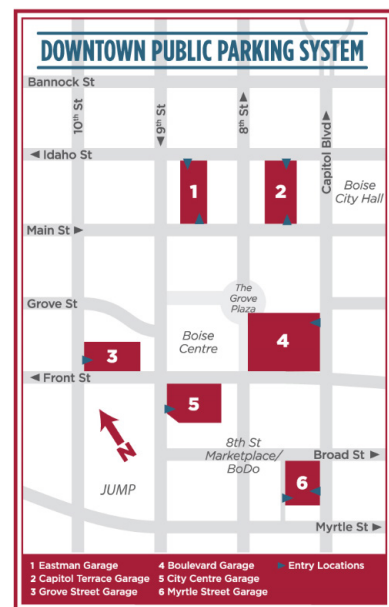 DOWNTOWN PUBLIC PARKING SYSTEM
Bannock St
10th St
9th St
8th St
Capitol Blvd
Idaho St
1
2
Boise
City Hall
Main St
The
Grove
Plaza
Grove St
Boise
Centre
4
3
Front St
5
N
8th St
Marketplace/
BoDo
Broad St
6
JUMP
Myrtle St
1 Eastman Garage
2 Capitol Terrace Garage
3 Grove Street Garage
4 Boulevard Garage
5 City Centre Garage
6 Myrtle Street Garage
Entry Locations